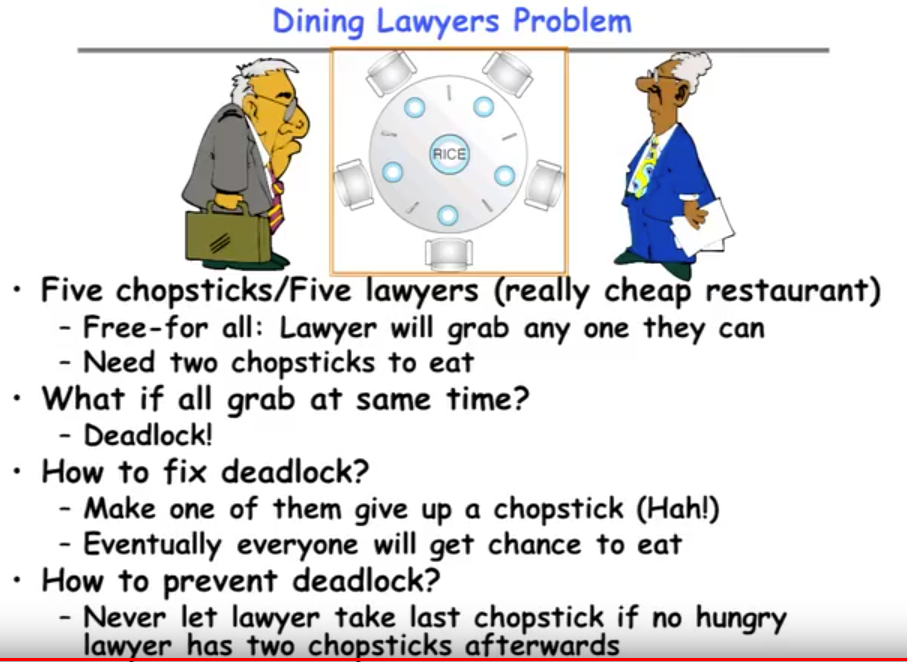 Dining Lawyers Problem
RICE
• Five chopsticks/Five lawyers (really cheap restaurant)
– Free-for all: Lawyer will grab any one they can
– Need two chopsticks to eat
• What if all grab at same time?
– Deadlock!
• How to fix deadlock?
– Make one of them give up a chopstick (Hah!)
– Eventually everyone will get chance to eat
• How to prevent deadlock?
– Never let lawyer take last chopstick if no hungry
lawyer has two chopsticks afterwards